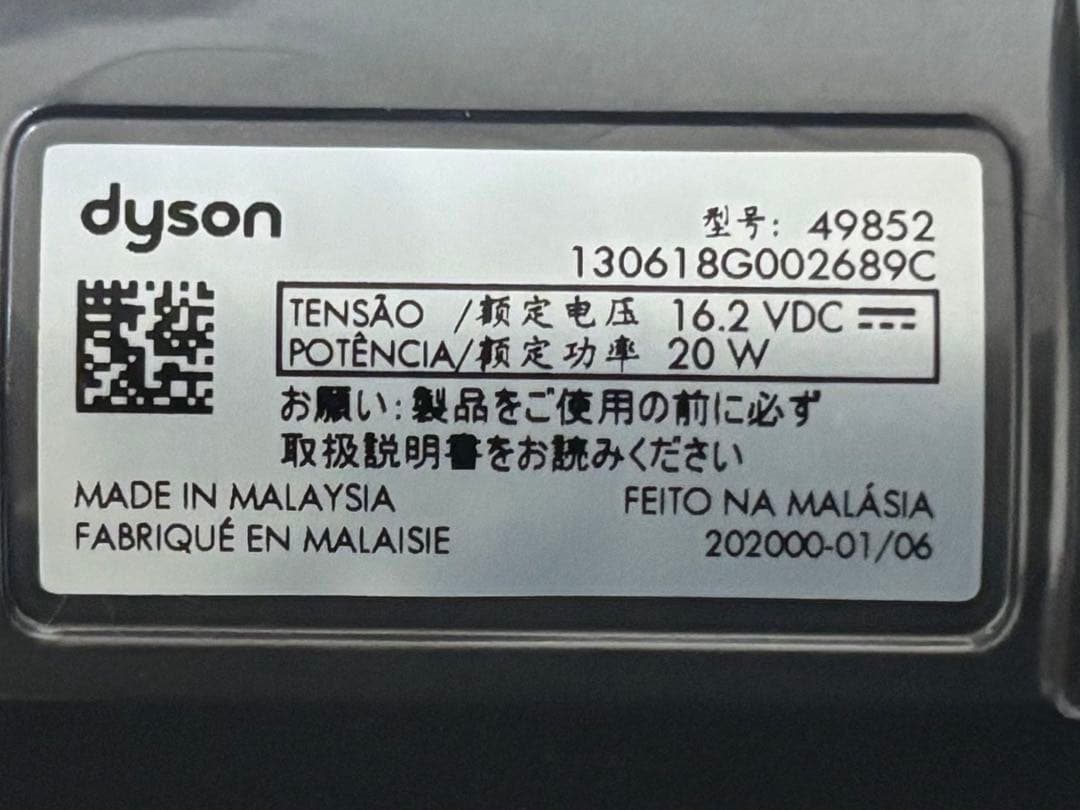 dyson
型号: 49852
130618G002689C
TENSÃO /额定电压 16.2 VDC
POTÊNCIA/额定功率 20 W
お願い:製品をご使用の前に必ず
取扱説明書をお読みください
MADE IN MALAYSIA
FABRIQUÉ EN MALAISIE
FEITO NA MALÁSIA
202000-01/06